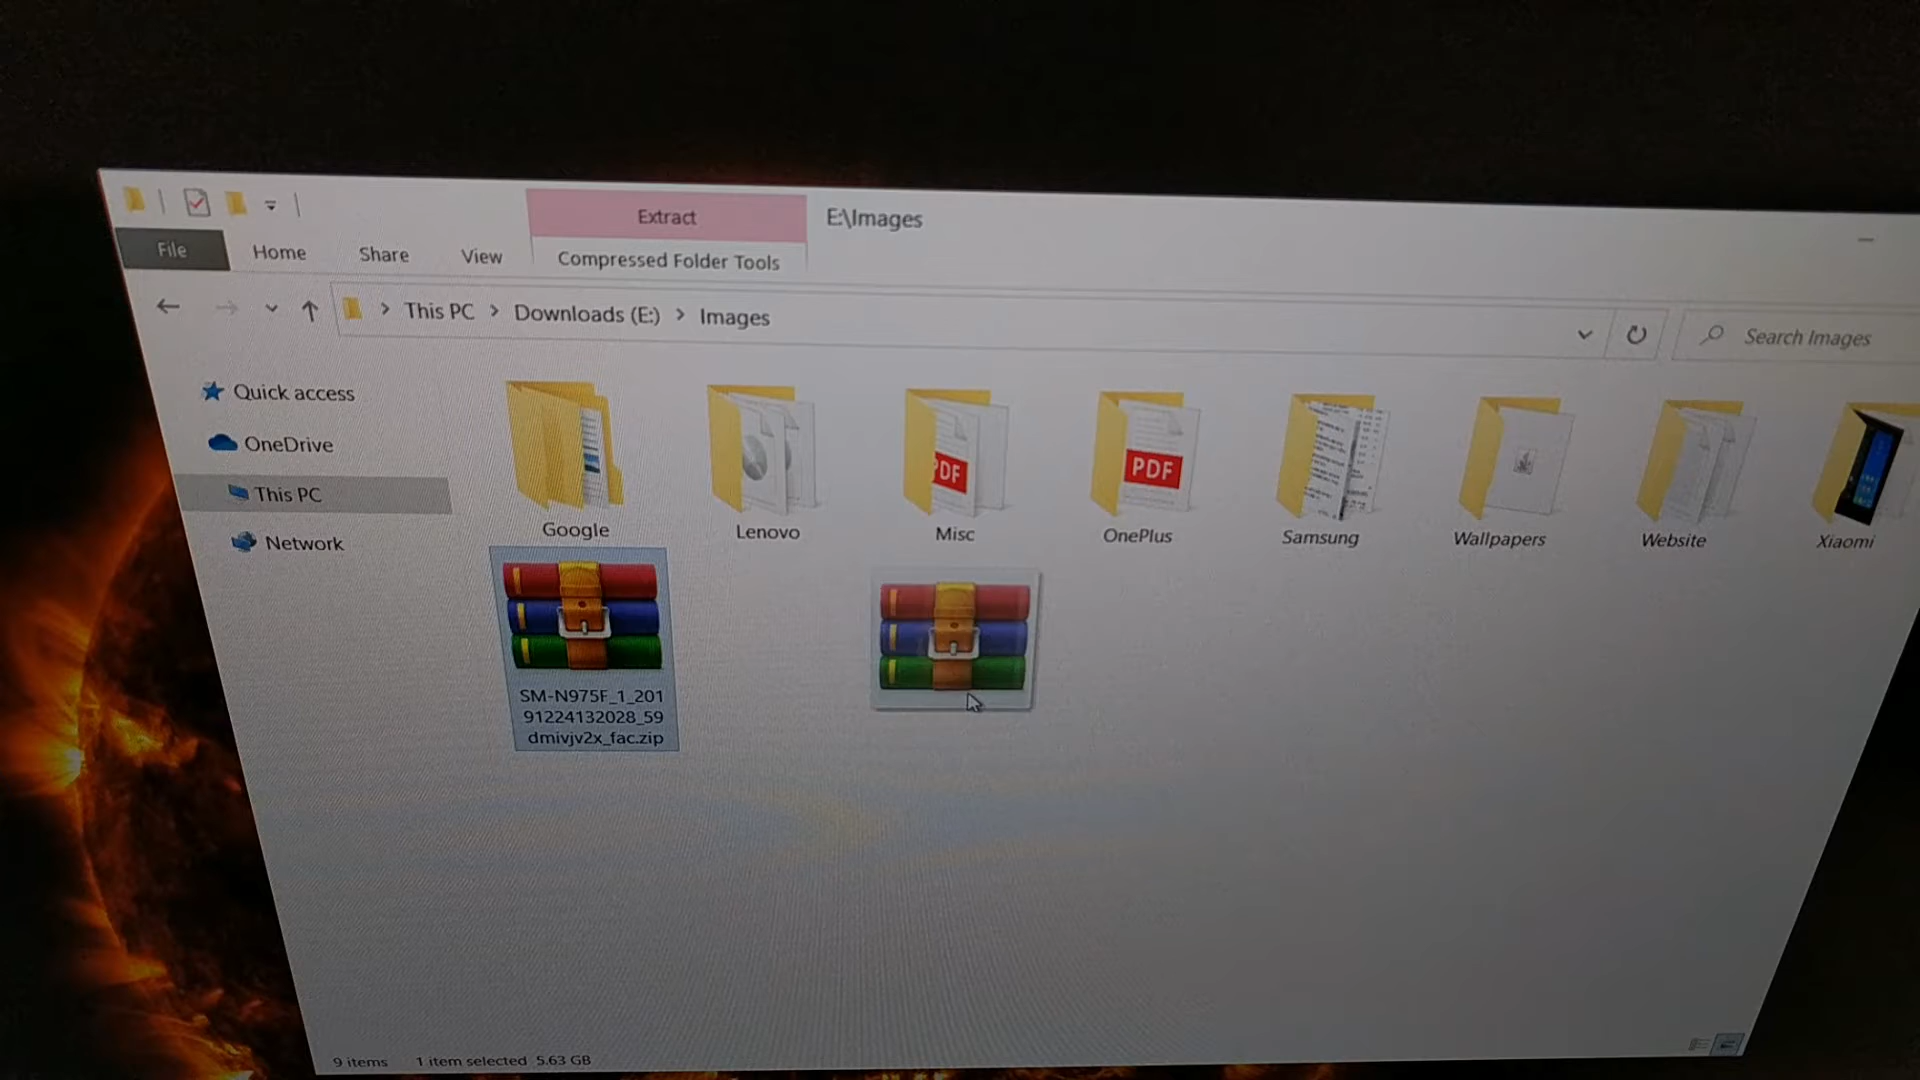 Extract
E:\Images
File
Home
Share
View
Compressed Folder Tools
This PC
Downloads (E:)
Images
Search Images
Quick access
OneDrive
This PC
Network
PDF
PDF
Google
Lenovo
Misc
OnePlus
Samsung
Wallpapers
Website
Xiaomi
SM-N975F_1_201
91224132028_59
dmivjv2x_fac.zip
9 items
1 item selected 5.63 GB